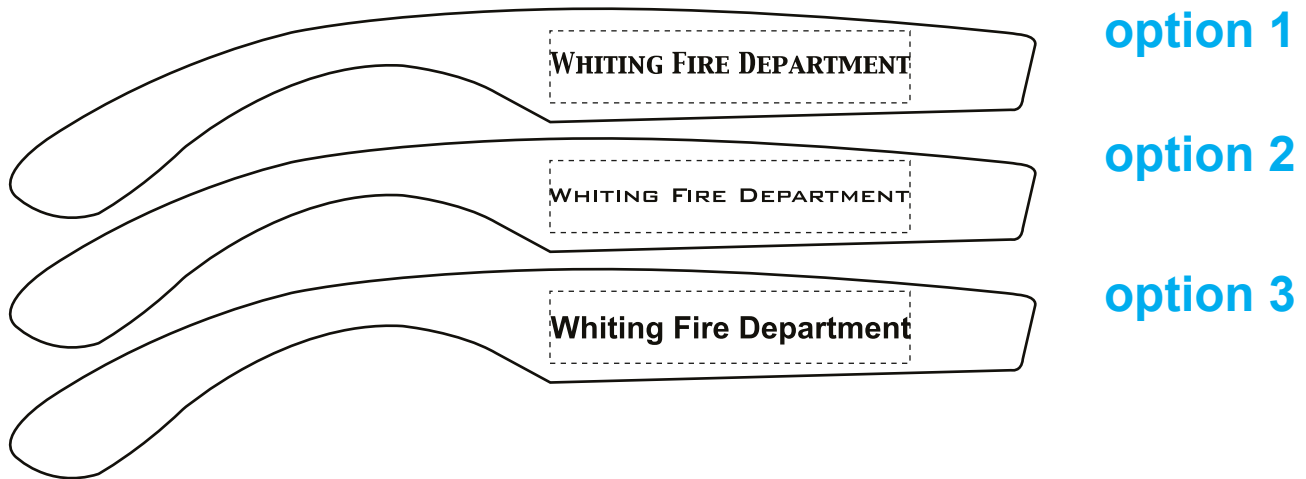 option 1
WHITING FIRE DEPARTMENT
option 2
WHITING FIRE DEPARTMENT
option 3
Whiting Fire Department